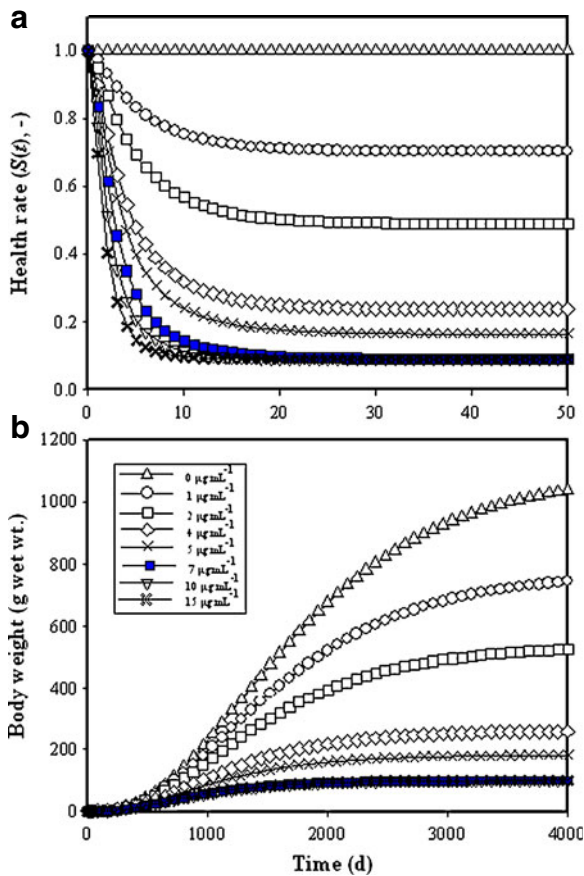 a
Health rate (S(t), -)
1.0
0.8
0.6
0.4
0.2
0.0
0 10 20 30 40 50
b
Body weight (g wet wt.)
1200
1000
800
600
400
200
0
0 μg mL-1
1 μg mL-1
2 μg mL-1
4 μg mL-1
5 μg mL-1
7 μg mL-1
10 μg mL-1
15 μg mL-1
0 1000 2000 3000 4000
Time (d)